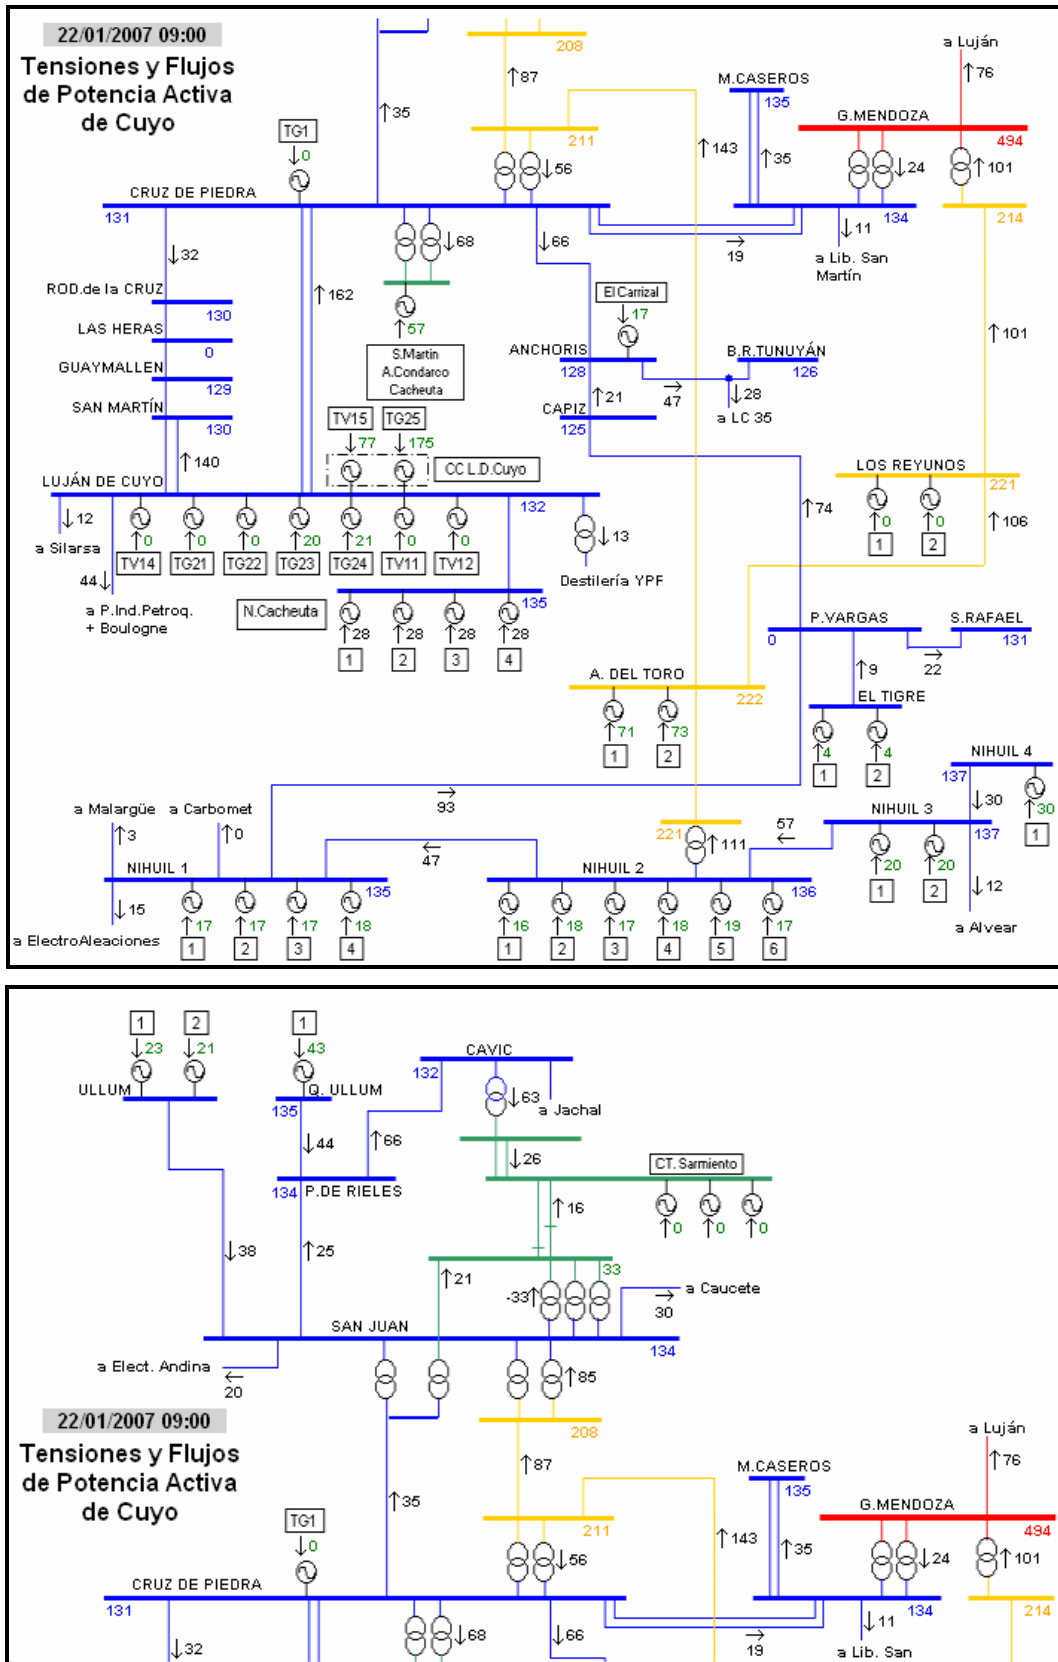 22/01/2007 09:00
Tensiones y Flujos
de Potencia Activa
de Cuyo
208
87
35
211
56
143
M.CASEROS
135
35
a Luján
76
G.MENDOZA
494
24
101
TG1
0
CRUZ DE PIEDRA
131
134
214
32
68
66
19
11
a Lib. San
Martín
162
ROD.de la CRUZ
130
LAS HERAS
0
GUAYMALLEN
129
SAN MARTÍN
130
57
S.Martin
A.Condarco
Cacheuta
El Carrizal
17
101
ANCHORIS
128
B.R.TUNUYÁN
126
47
28
a LC 35
21
CAPIZ
125
TV15
TG25
77
175
CC L.D.Cuyo
140
LUJÁN DE CUYO
132
LOS REYUNOS
221
12
a Silarsa
0
0
0
20
21
0
0
TV14
TG21
TG22
TG23
TG24
TV11
TV12
13
Destilería YPF
74
0
0
1
2
106
44
a P.Ind.Petroq.
+ Boulogne
N.Cacheuta
135
28
28
28
28
1
2
3
4
P.VARGAS
0
S.RAFAEL
131
22
9
EL TIGRE
A. DEL TORO
222
71
73
1
2
4
4
1
2
NIHUIL 4
137
30
30
1
93
a Malargüe
a Carbomet
3
0
221
111
57
NIHUIL 3
137
20
20
1
2
12
a Alvear
47
NIHUIL 1
135
NIHUIL 2
136
15
a ElectroAleaciones
17
17
17
18
1
2
3
4
16
18
17
18
19
17
1
2
3
4
5
6
1
2
1
23
21
43
ULLUM
Q. ULLUM
135
CAVIC
132
63
a Jachal
44
66
26
CT. Sarmiento
134
P.DE RIELES
16
0
0
0
38
25
21
33
-33
a Caucete
30
SAN JUAN
134
a Elect. Andina
20
85
22/01/2007 09:00
Tensiones y Flujos
de Potencia Activa
de Cuyo
208
87
35
211
56
143
M.CASEROS
135
35
a Luján
76
G.MENDOZA
494
24
101
TG1
0
CRUZ DE PIEDRA
131
134
214
32
68
66
19
11
a Lib. San